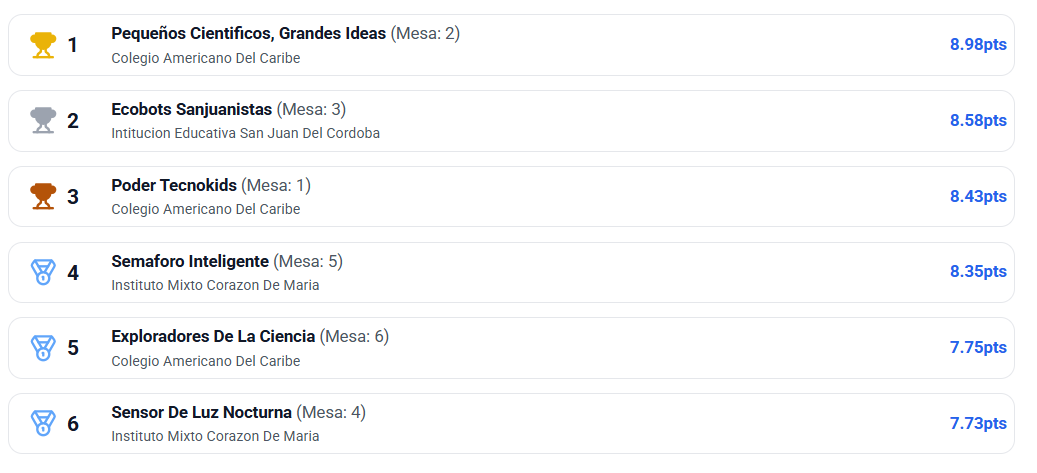 1 Pequeños Cientificos, Grandes Ideas (Mesa: 2) 8.98pts
Colegio Americano Del Caribe
2 Ecobots Sanjuanistas (Mesa: 3) 8.58pts
Intitucion Educativa San Juan Del Cordoba
3 Poder Tecnokids (Mesa: 1) 8.43pts
Colegio Americano Del Caribe
4 Semaforo Inteligente (Mesa: 5) 8.35pts
Instituto Mixto Corazon De Maria
5 Exploradores De La Ciencia (Mesa: 6) 7.75pts
Colegio Americano Del Caribe
6 Sensor De Luz Nocturna (Mesa: 4) 7.73pts
Instituto Mixto Corazon De Maria